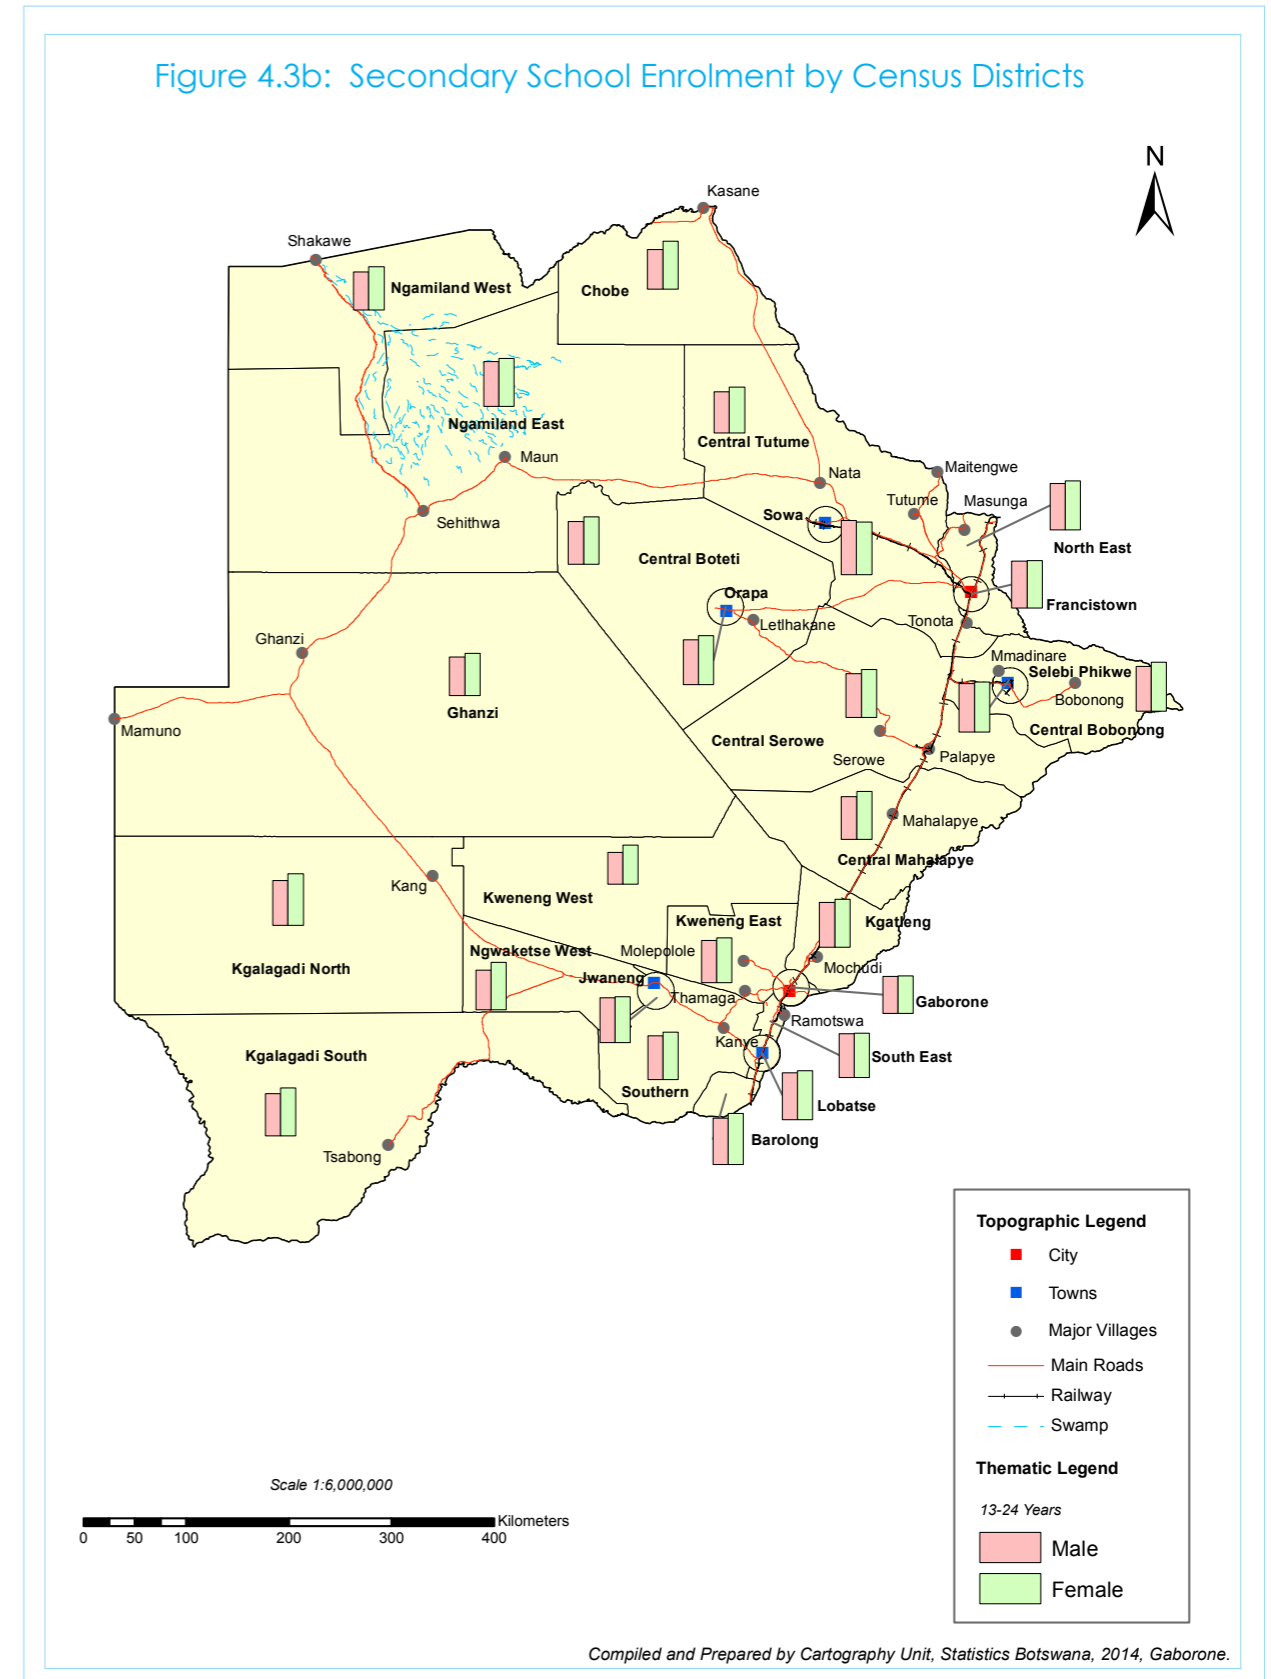 Figure 4.3b: Secondary School Enrolment by Census Districts
N
Kasane
Shakawe
Ngamiland West
Chobe
Ngamiland East
Central Tutume
Maun
Nata
Maitengwe
Tutume
Masunga
Sehithwa
Sowa
North East
Central Boteti
Orapa
Francistown
Letlhakane
Tonota
Ghanzi
Mmadinare
Selebi Phikwe
Bobonong
Ghanzi
Mamuno
Central Serowe
Central Bobonong
Serowe
Palapye
Mahalapye
Central Mahalapye
Kang
Kweneng West
Kweneng East
Kgatleng
Ngwaketse West
Molepolole
Kgalagadi North
Mochudi
Jwaneng
Thamaga
Gaborone
Ramotswa
Kanye
Kgalagadi South
South East
Southern
Lobatse
Barolong
Tsabong
Topographic Legend
City
Towns
Major Villages
Main Roads
Railway
Swamp
Thematic Legend
13-24 Years
Male
Female
Scale 1:6,000,000
Kilometers
0 50 100 200 300 400
Compiled and Prepared by Cartography Unit, Statistics Botswana, 2014, Gaborone.